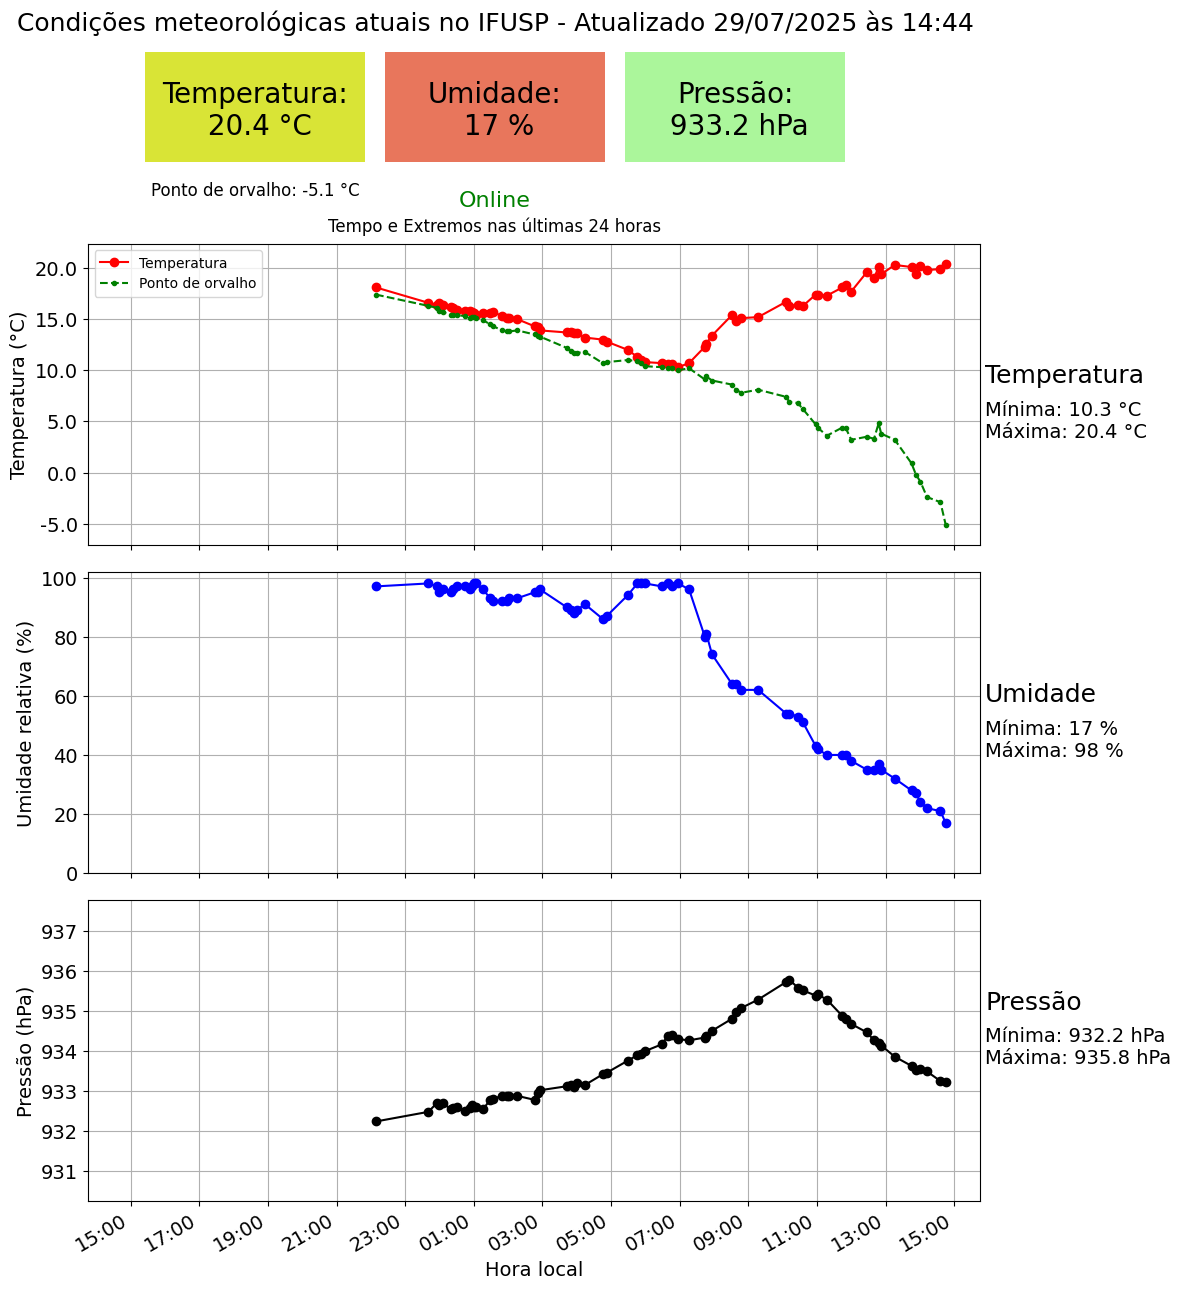 Condições meteorológicas atuais no IFUSP - Atualizado 29/07/2025 às 14:44
Temperatura:
20.4 °C
Umidade:
17 %
Pressão:
933.2 hPa
Ponto de orvalho: -5.1 °C
Online
Tempo e Extremos nas últimas 24 horas
Temperatura
Ponto de orvalho
Temperatura (°C)
20.0
15.0
10.0
5.0
0.0
-5.0
Temperatura
Mínima: 10.3 °C
Máxima: 20.4 °C
Umidade relativa (%)
100
80
60
40
20
0
Umidade
Mínima: 17 %
Máxima: 98 %
Pressão (hPa)
937
936
935
934
933
932
931
Pressão
Mínima: 932.2 hPa
Máxima: 935.8 hPa
15:00 17:00 19:00 21:00 23:00 01:00 03:00 05:00 07:00 09:00 11:00 13:00 15:00
Hora local